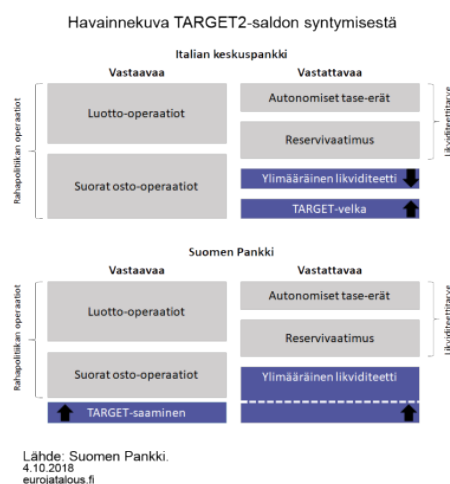 Havainnekuva TARGET2-saldon syntymisestä
Italian keskuspankki
Vastaavaa
Vastattavaa
Rahapolitiikan operaatiot
Luotto-operaatiot
Suorat osto-operaatiot
Autonomiset tase-erät
Reservivaatimus
Ylimääräinen likviditeetti
TARGET-velka
Likviditeettitarve
Suomen Pankki
Vastaavaa
Vastattavaa
Rahapolitiikan operaatiot
Luotto-operaatiot
Suorat osto-operaatiot
TARGET-saaminen
Autonomiset tase-erät
Reservivaatimus
Ylimääräinen likviditeetti
Likviditeettitarve
Lähde: Suomen Pankki.
4.10.2018
eurojatalous.fi